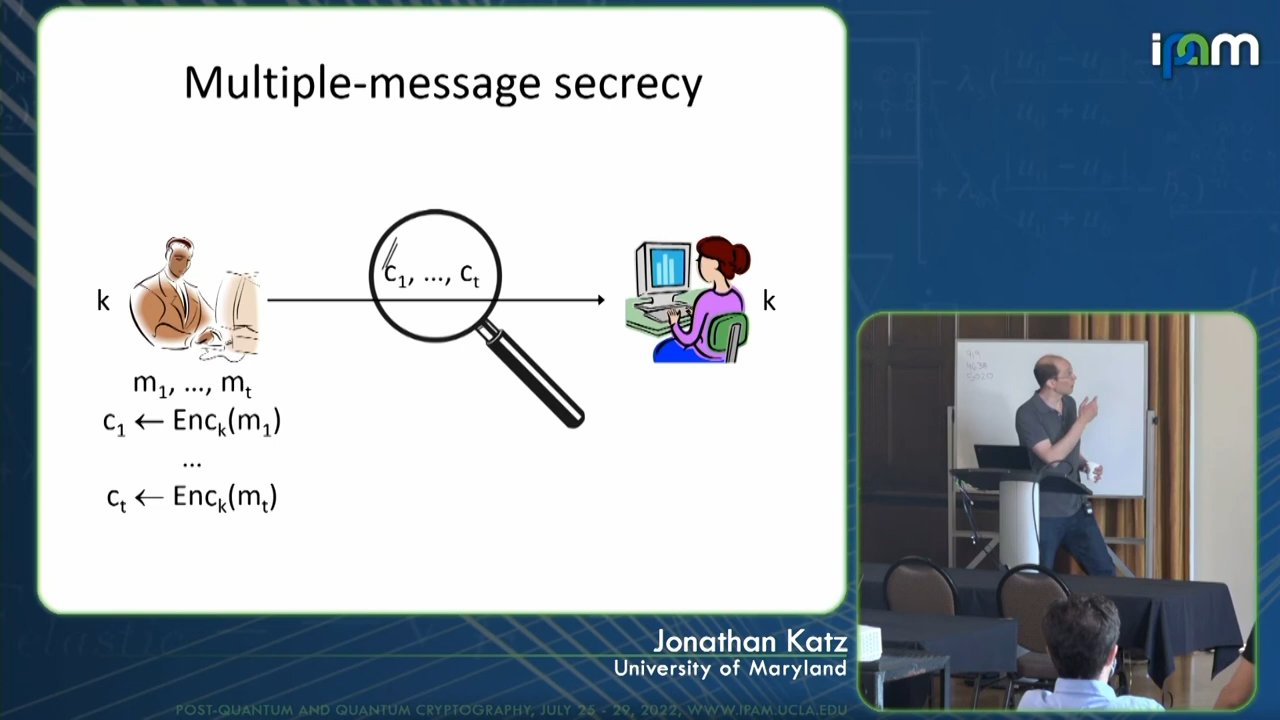 Multiple-message secrecy
ipam
c₁, ..., cₜ
k
k
m₁, ..., mₜ
c₁ ← Encₖ(m₁)
...
cₜ ← Encₖ(mₜ)
Jonathan Katz
University of Maryland
POST-QUANTUM AND QUANTUM CRYPTOGRAPHY, JULY 25 - 29, 2022, WWW.IPAM.UCLA.EDU